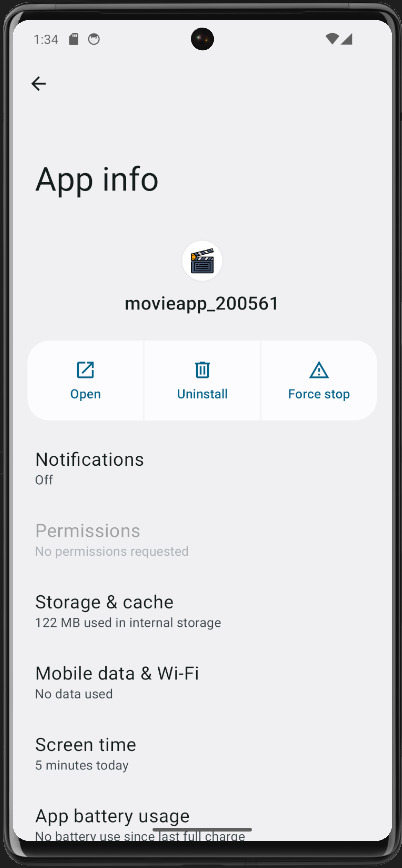 1:34
App info
movieapp_200561
Open
Uninstall
Force stop
Notifications
Off
Permissions
No permissions requested
Storage & cache
122 MB used in internal storage
Mobile data & Wi-Fi
No data used
Screen time
5 minutes today
App battery usage
No battery use since last full charge